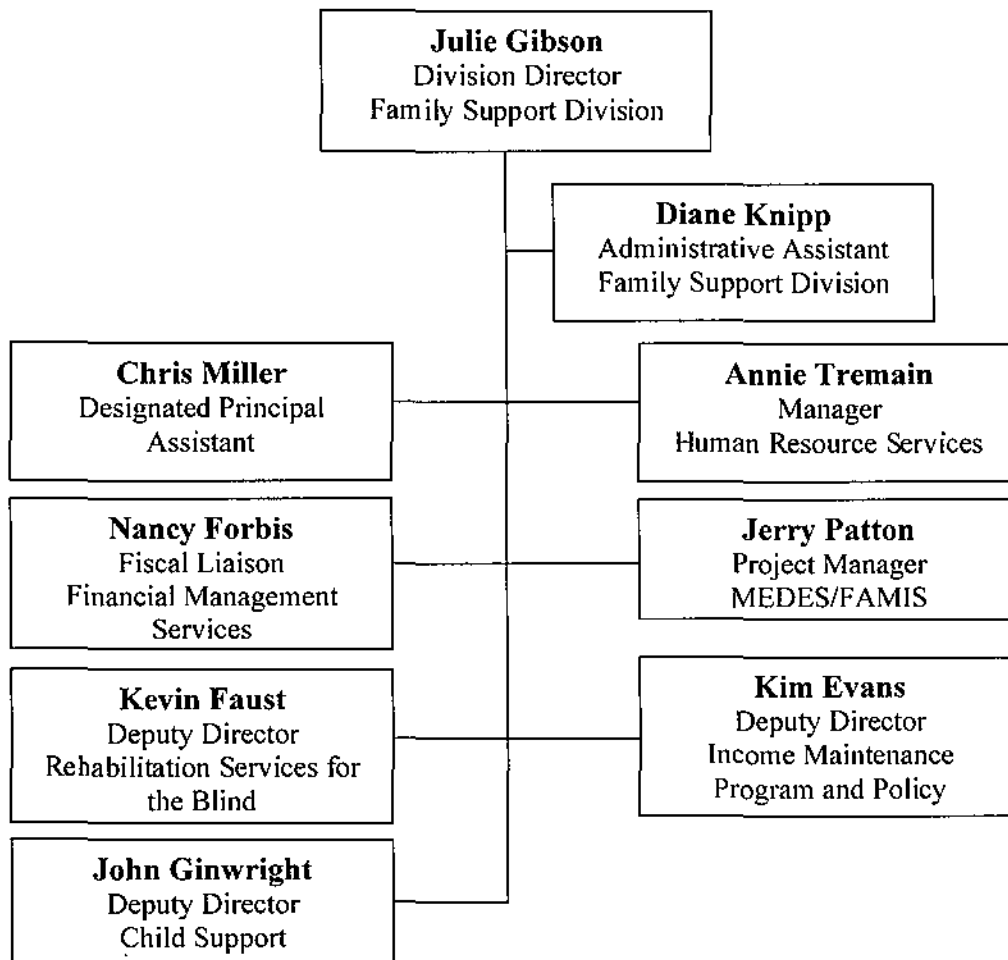 Julie Gibson
Division Director
Family Support Division
Diane Knipp
Administrative Assistant
Family Support Division
Chris Miller
Designated Principal
Assistant
Annie Tremain
Manager
Human Resource Services
Nancy Forbis
Fiscal Liaison
Financial Management
Services
Jerry Patton
Project Manager
MEDES/FAMIS
Kevin Faust
Deputy Director
Rehabilitation Services for
the Blind
Kim Evans
Deputy Director
Income Maintenance
Program and Policy
John Ginwright
Deputy Director
Child Support